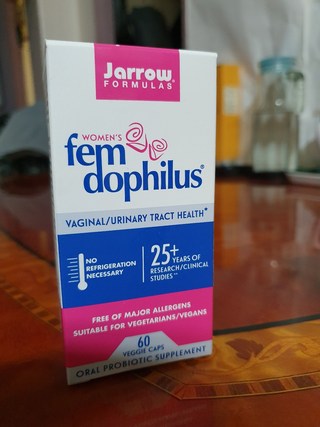 Jarrow
FORMULAS®
WOMEN'S
fem
dophilus®
VAGINAL/URINARY TRACT HEALTH*
NO
REFRIGERATION
NECESSARY
25+
YEARS OF
RESEARCH/CLINICAL
STUDIES**
FREE OF MAJOR ALLERGENS
SUITABLE FOR VEGETARIANS/VEGANS
60
VEGGIE CAPS
ORAL PROBIOTIC SUPPLEMENT